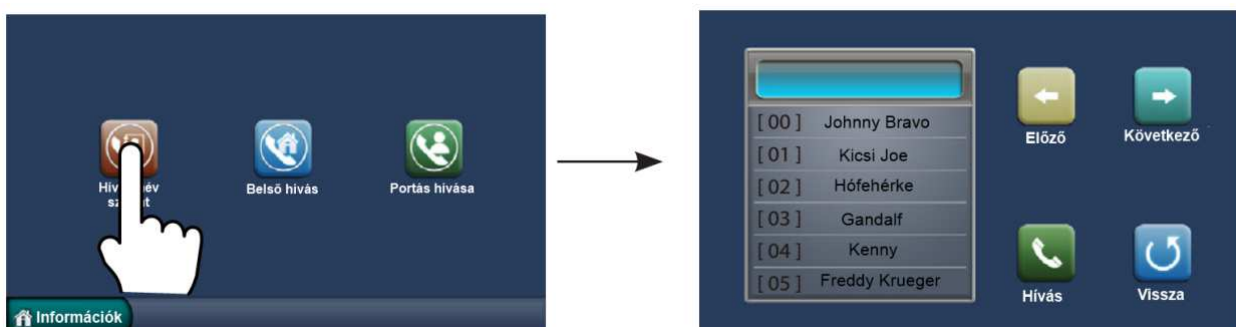 név
Belső hívás
Portás hívása
Információk
[ 00 ] Johnny Bravo
[ 01 ] Kicsi Joe
[ 02 ] Hófehérke
[ 03 ] Gandalf
[ 04 ] Kenny
[ 05 ] Freddy Krueger
Előző
Következő
Hívás
Vissza